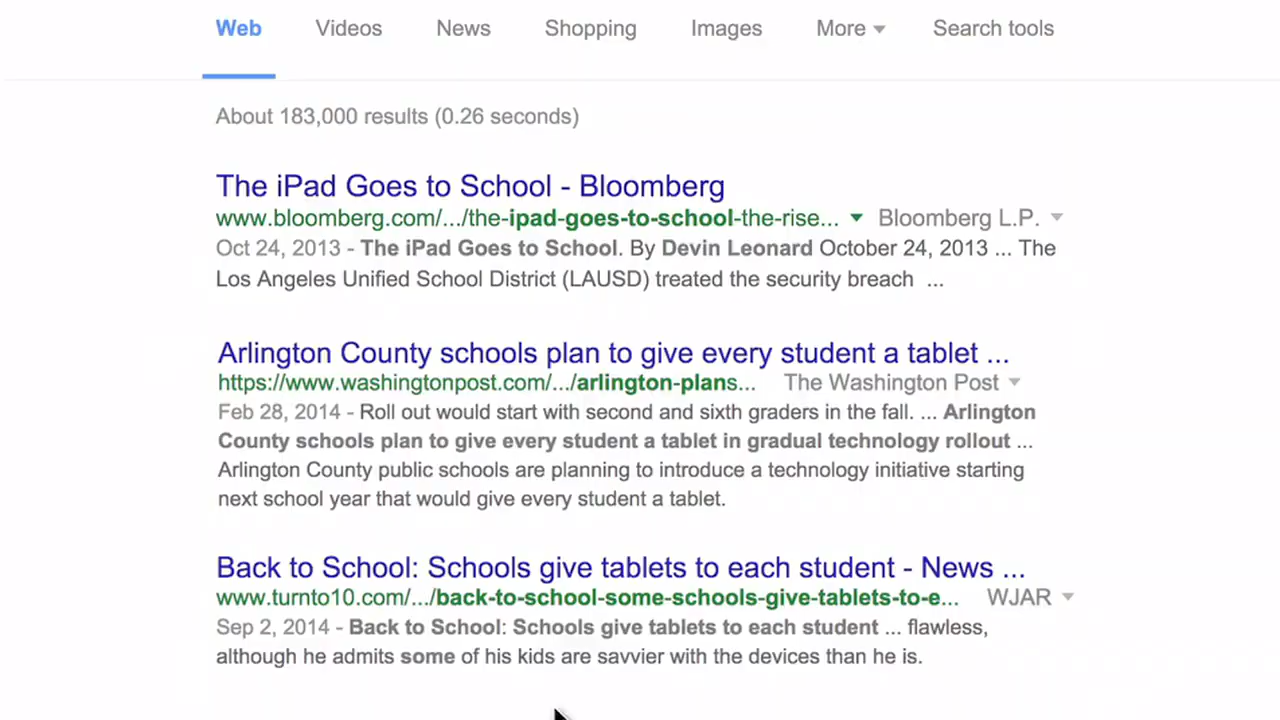 Web Videos News Shopping Images More Search tools
About 183,000 results (0.26 seconds)
The iPad Goes to School - Bloomberg
www.bloomberg.com/.../the-ipad-goes-to-school-the-rise... Bloomberg L.P.
Oct 24, 2013 - The iPad Goes to School. By Devin Leonard October 24, 2013 ... The
Los Angeles Unified School District (LAUSD) treated the security breach ...
Arlington County schools plan to give every student a tablet ...
https://www.washingtonpost.com/.../arlington-plans... The Washington Post
Feb 28, 2014 - Roll out would start with second and sixth graders in the fall. ... Arlington
County schools plan to give every student a tablet in gradual technology rollout ...
Arlington County public schools are planning to introduce a technology initiative starting
next school year that would give every student a tablet.
Back to School: Schools give tablets to each student - News ...
www.turnto10.com/.../back-to-school-some-schools-give-tablets-to-e... WJAR
Sep 2, 2014 - Back to School: Schools give tablets to each student ... flawless,
although he admits some of his kids are savvier with the devices than he is.